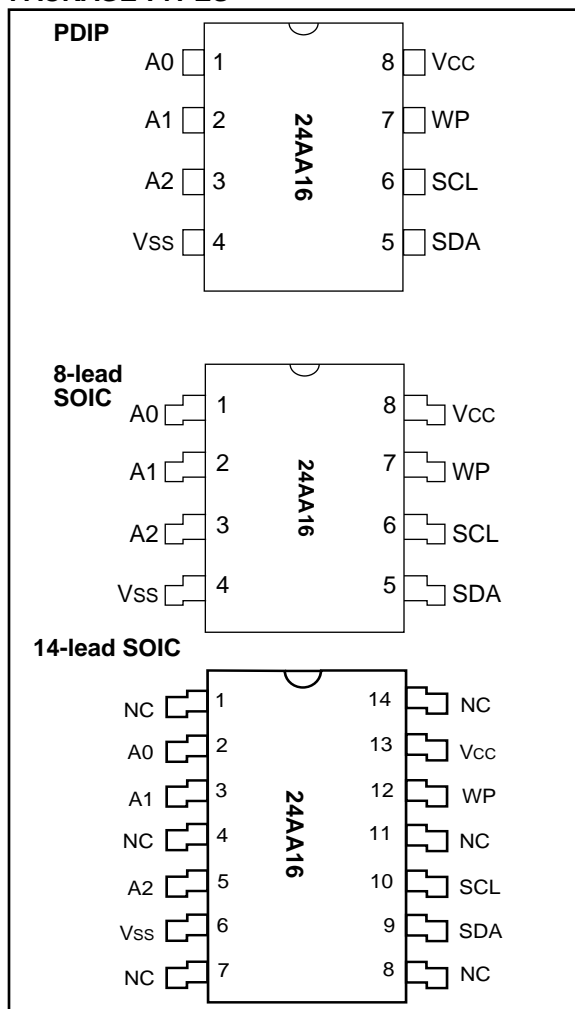 PDIP
A0 1 8 VCC
A1 2 7 WP
24AA16
A2 3 6 SCL
VSS 4 5 SDA
8-lead
SOIC
A0 1 8 VCC
A1 2 7 WP
24AA16
A2 3 6 SCL
VSS 4 5 SDA
14-lead SOIC
NC 1 14 NC
A0 2 13 VCC
A1 3 12 WP
24AA16
NC 4 11 NC
A2 5 10 SCL
VSS 6 9 SDA
NC 7 8 NC